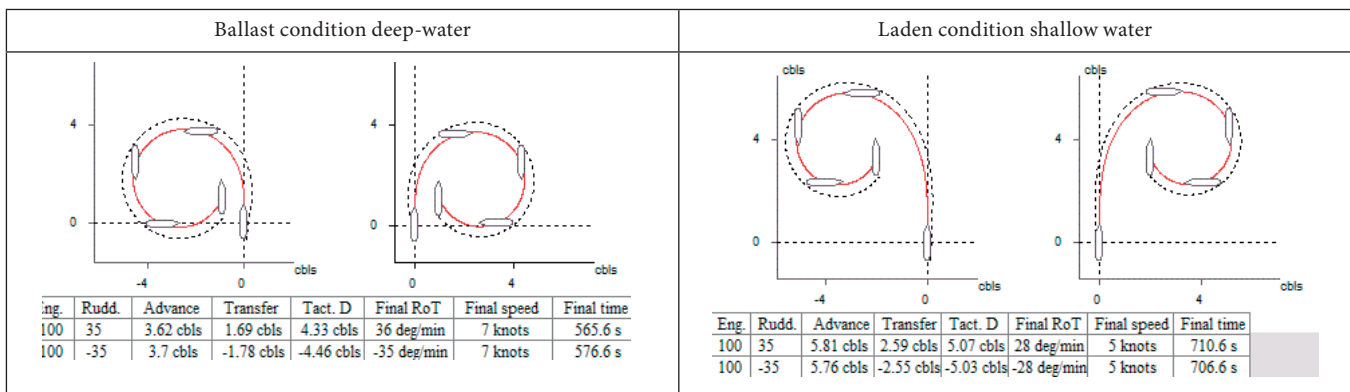 Ballast condition deep-water
Laden condition shallow water
4
0
-4
0
cbls
4
0
0
4
cbls
cbls
4
0
-4
0
cbls
cbls
4
0
0
4
cbls
ng. Rudd. Advance Transfer Tact. D Final RoT Final speed Final time
100 35 3.62 cbls 1.69 cbls 4.33 cbls 36 deg/min 7 knots 565.6 s
100 -35 3.7 cbls -1.78 cbls -4.46 cbls -35 deg/min 7 knots 576.6 s
Eng. Rudd. Advance Transfer Tact. D Final RoT Final speed Final time
100 35 5.81 cbls 2.59 cbls 5.07 cbls 28 deg/min 5 knots 710.6 s
100 -35 5.76 cbls -2.55 cbls -5.03 cbls -28 deg/min 5 knots 706.6 s